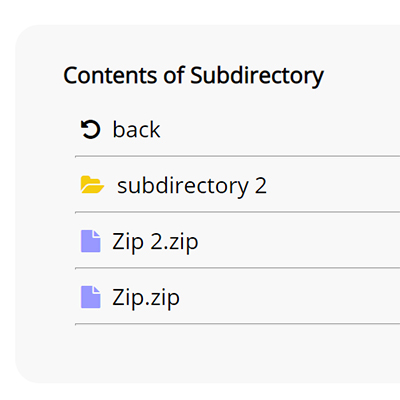 Contents of Subdirectory
back
subdirectory 2
Zip 2.zip
Zip.zip